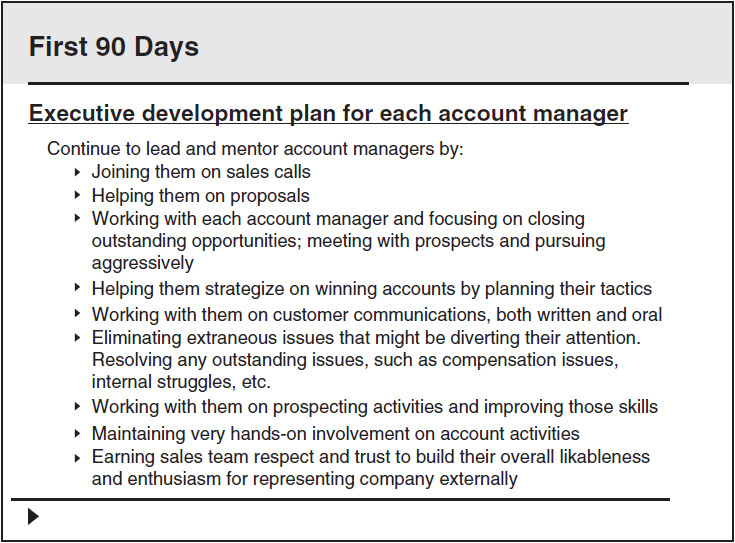 First 90 Days
Executive development plan for each account manager
Continue to lead and mentor account managers by:
Joining them on sales calls
Helping them on proposals
Working with each account manager and focusing on closing
outstanding opportunities; meeting with prospects and pursuing
aggressively
Helping them strategize on winning accounts by planning their tactics
Working with them on customer communications, both written and oral
Eliminating extraneous issues that might be diverting their attention.
Resolving any outstanding issues, such as compensation issues,
internal struggles, etc.
Working with them on prospecting activities and improving those skills
Maintaining very hands-on involvement on account activities
Earning sales team respect and trust to build their overall likableness
and enthusiasm for representing company externally